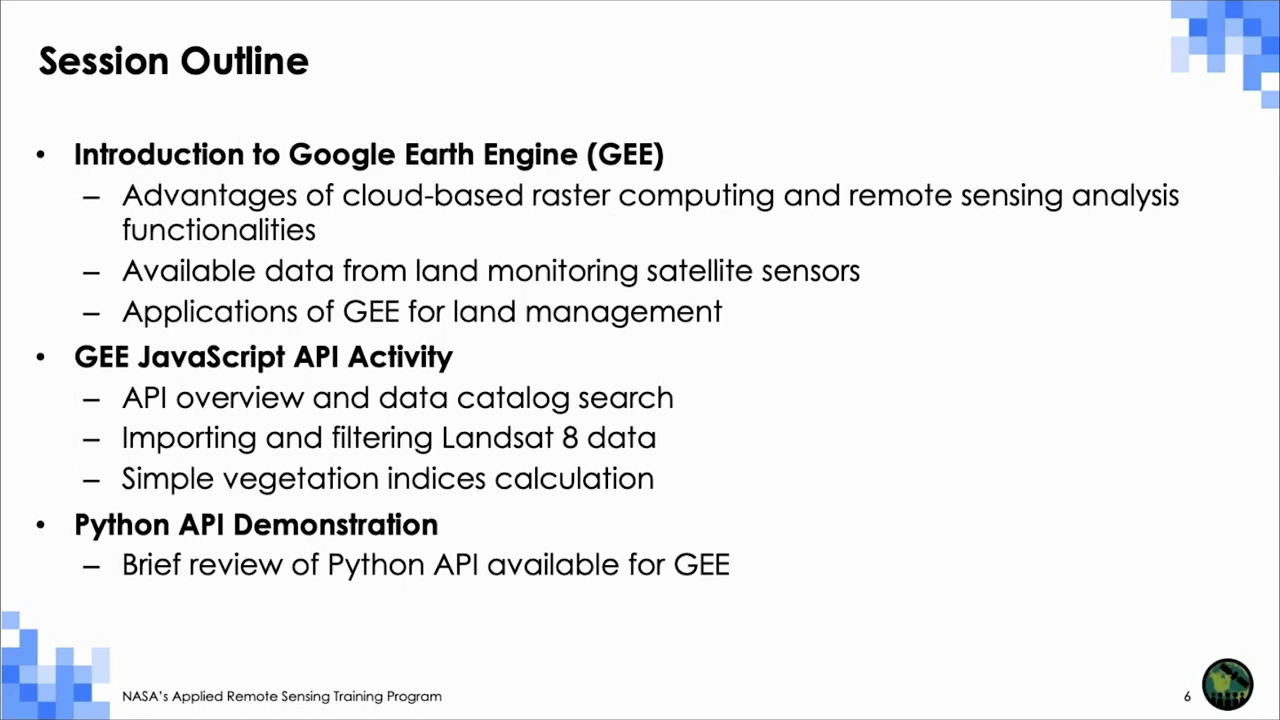 Session Outline
• Introduction to Google Earth Engine (GEE)
– Advantages of cloud-based raster computing and remote sensing analysis
functionalities
– Available data from land monitoring satellite sensors
– Applications of GEE for land management
• GEE JavaScript API Activity
– API overview and data catalog search
– Importing and filtering Landsat 8 data
– Simple vegetation indices calculation
• Python API Demonstration
– Brief review of Python API available for GEE
NASA's Applied Remote Sensing Training Program
6